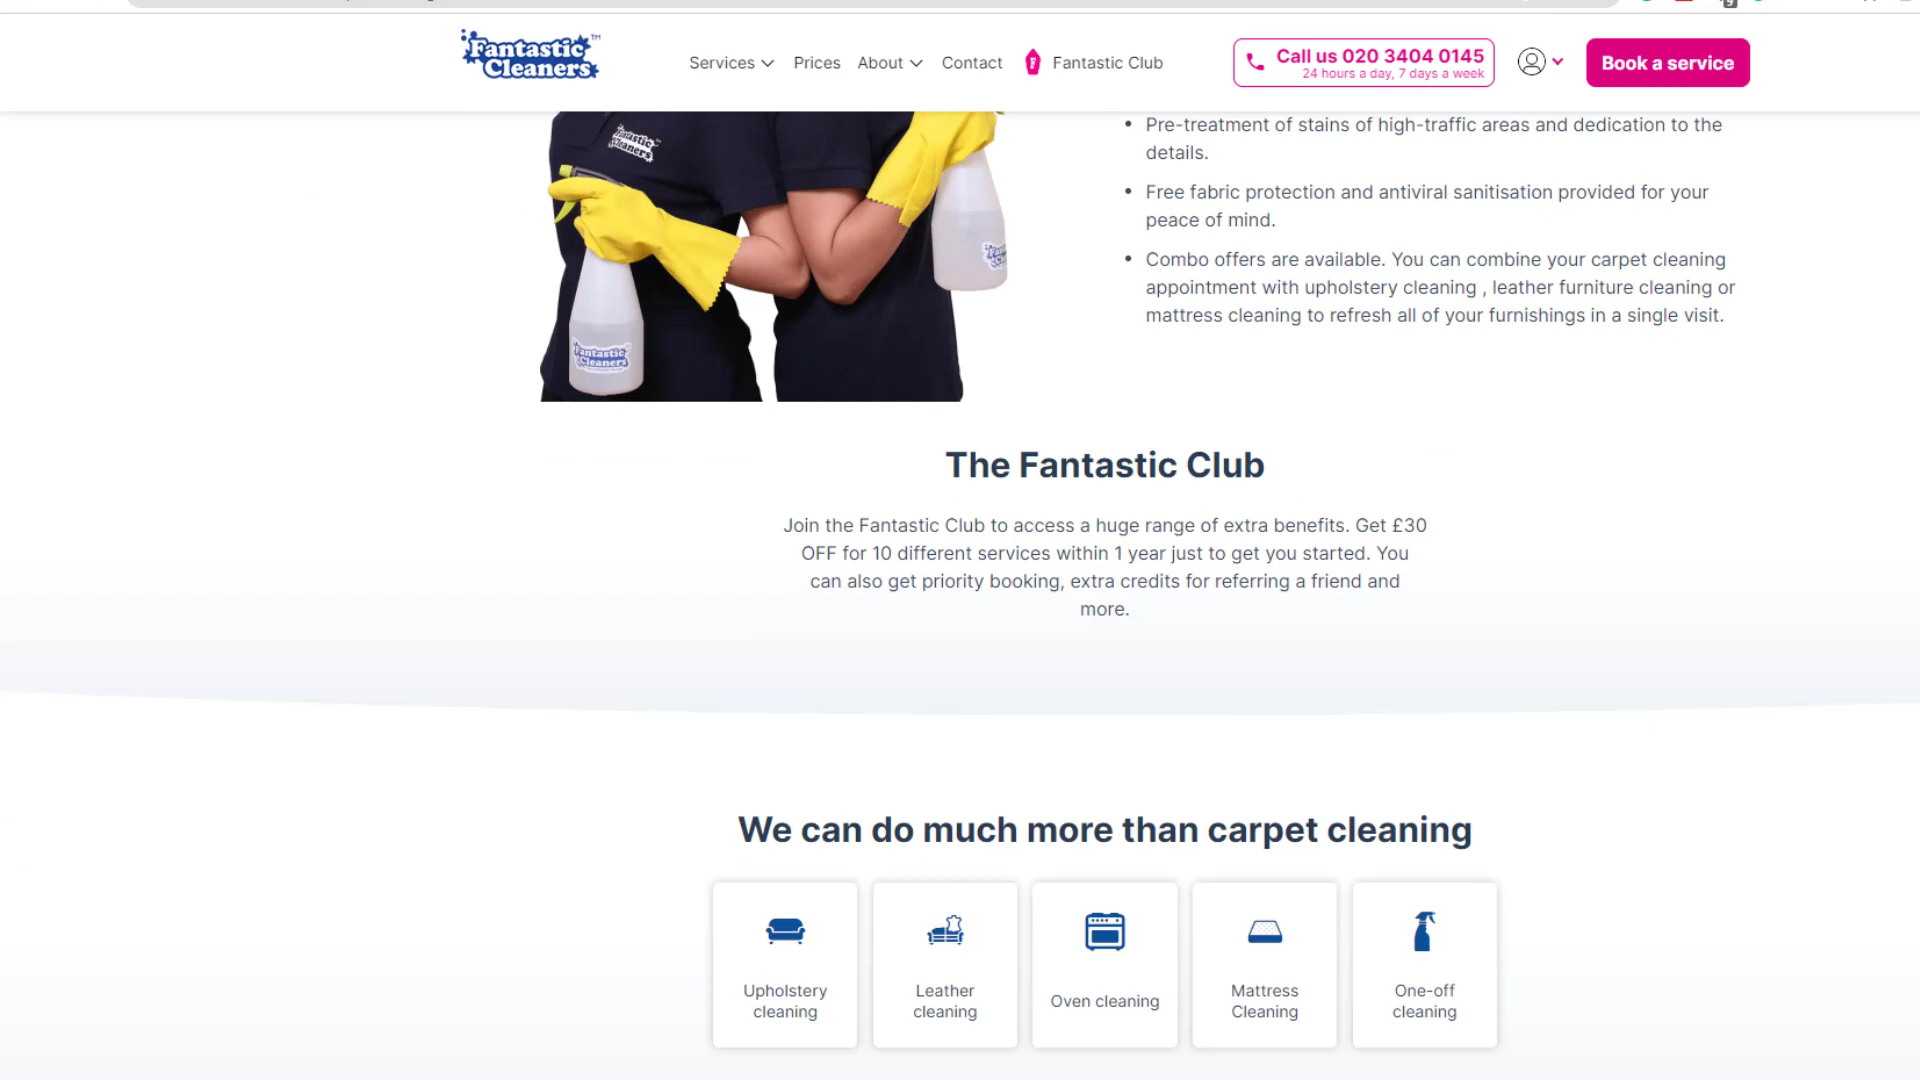 Fantastic™
Cleaners
Services
Prices
About
Contact
Fantastic Club
Call us 020 3404 0145
24 hours a day, 7 days a week
Book a service
Fantastic
Cleaners
Fantastic
Cleaners
• Pre-treatment of stains of high-traffic areas and dedication to the
details.
• Free fabric protection and antiviral sanitisation provided for your
peace of mind.
• Combo offers are available. You can combine your carpet cleaning
appointment with upholstery cleaning , leather furniture cleaning or
mattress cleaning to refresh all of your furnishings in a single visit.
The Fantastic Club
Join the Fantastic Club to access a huge range of extra benefits. Get £30
OFF for 10 different services within 1 year just to get you started. You
can also get priority booking, extra credits for referring a friend and
more.
We can do much more than carpet cleaning
Upholstery
cleaning
Leather
cleaning
Oven cleaning
Mattress
Cleaning
One-off
cleaning